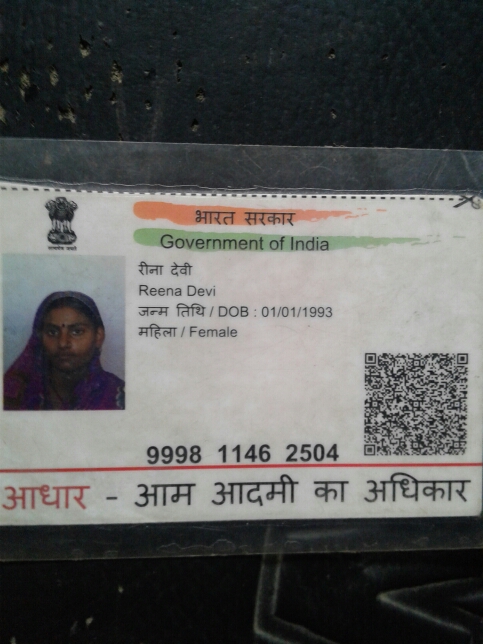 भारत सरकार
Government of India
रीना देवी
Reena Devi
जन्म तिथि / DOB : 01/01/1993
महिला / Female
9998 1146 2504
आधार - आम आदमी का अधिकार